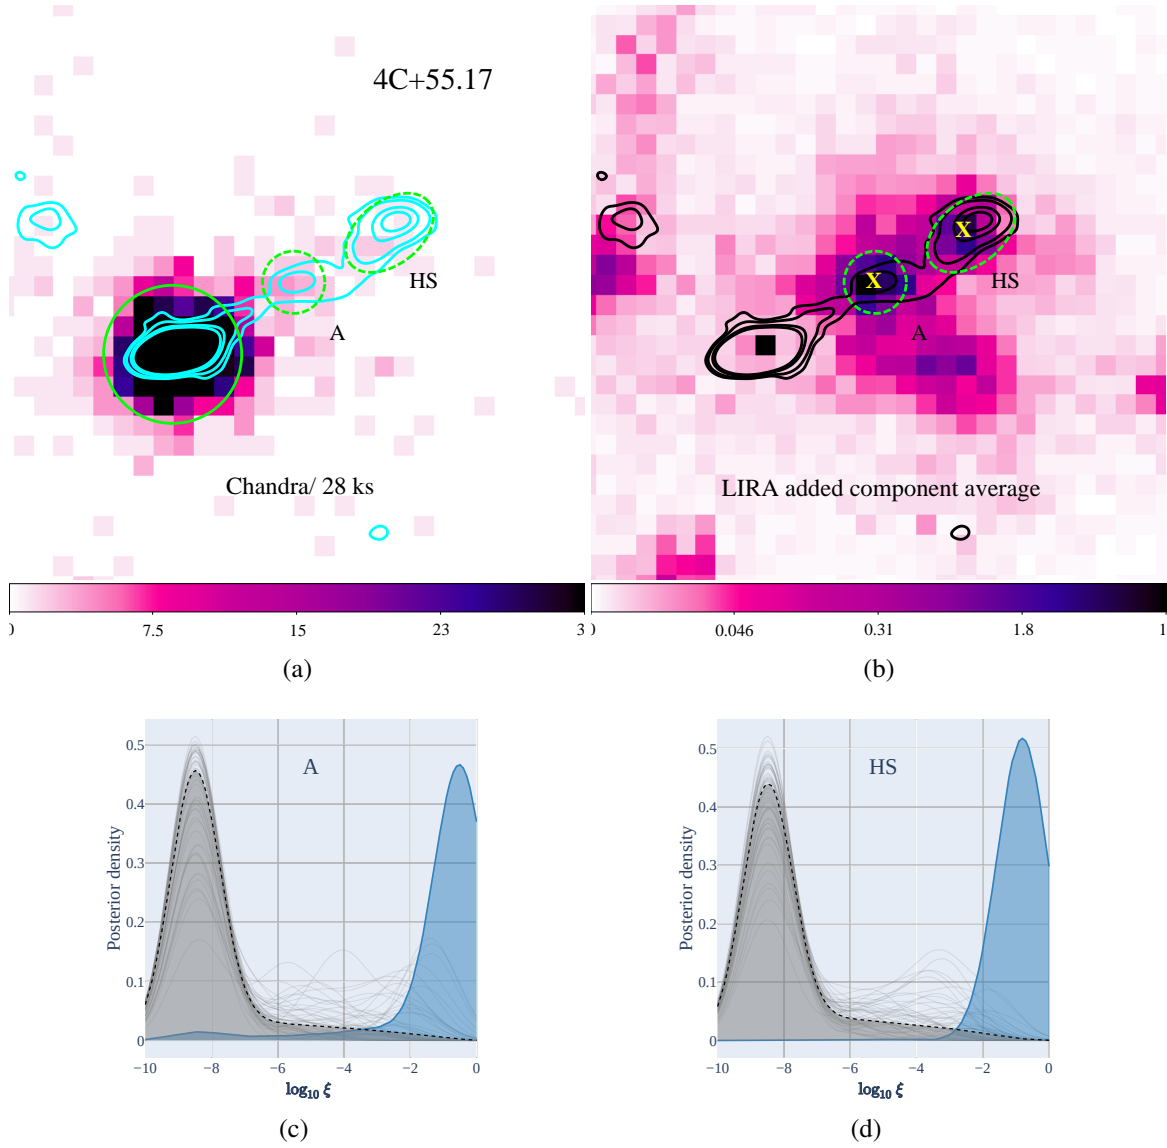 4C+55.17
HS
A
Chandra/ 28 ks
7.5 15 23 3
(a)
X
X
HS
A
LIRA added component average
0.046 0.31 1.8 1
(b)
A
0.5
0.4
0.3
0.2
0.1
0
Posterior density
−10 −8 −6 −4 −2 0
log₁₀ ξ
(c)
HS
0.5
0.4
0.3
0.2
0.1
0
Posterior density
−10 −8 −6 −4 −2 0
log₁₀ ξ
(d)